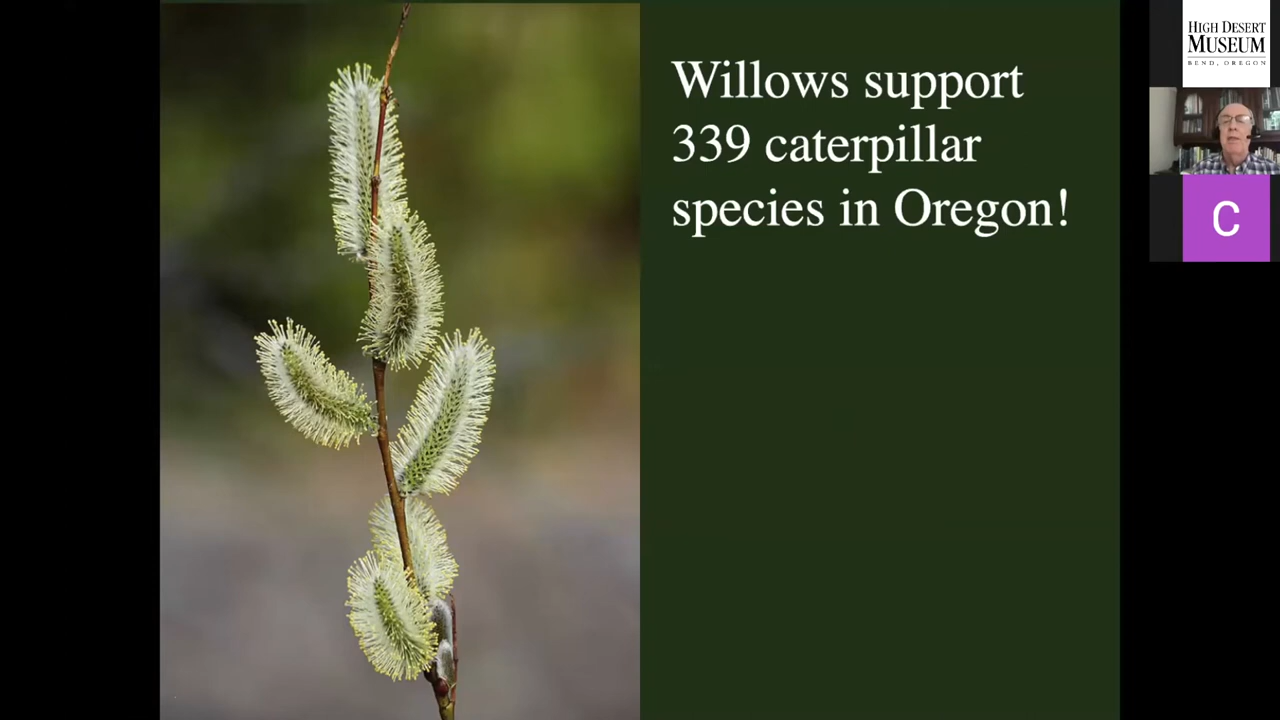 Willows support
339 caterpillar
species in Oregon!
HIGH DESERT
MUSEUM
BEND, OREGON
C